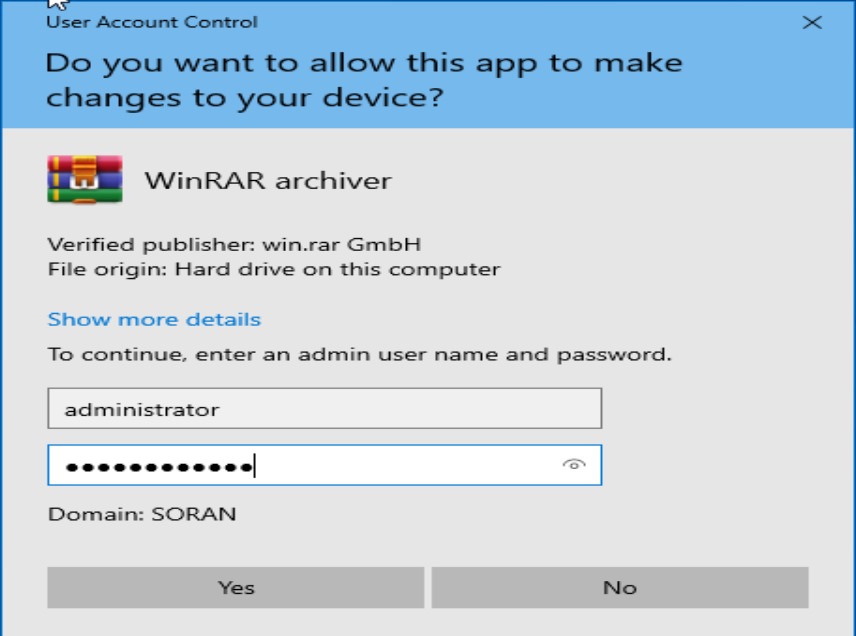 User Account Control
Do you want to allow this app to make
changes to your device?
WinRAR archiver
Verified publisher: win.rar GmbH
File origin: Hard drive on this computer
Show more details
To continue, enter an admin user name and password.
administrator
●●●●●●●●●●●●
Domain: SORAN
Yes
No